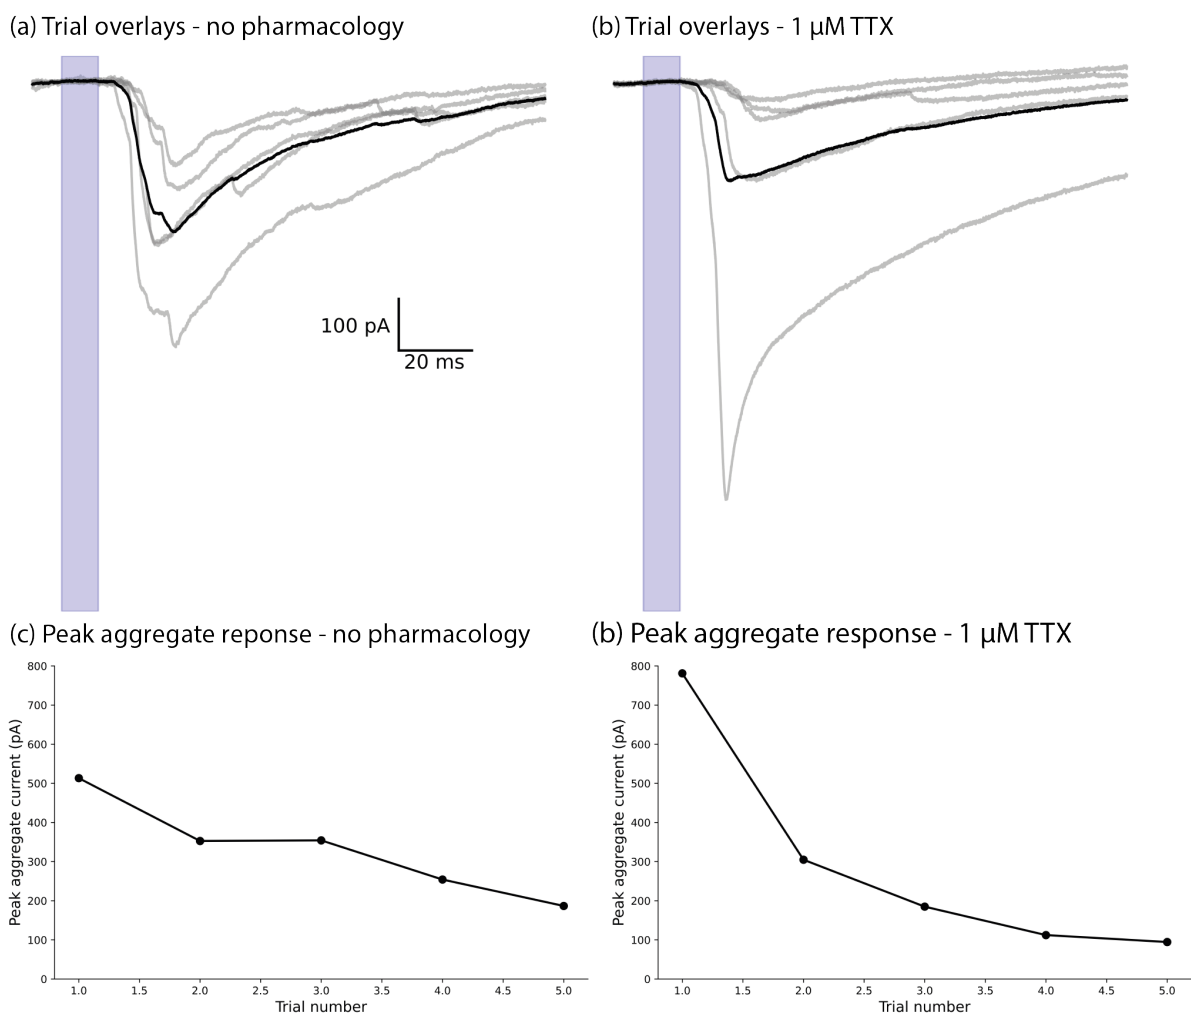 (a) Trial overlays - no pharmacology
(b) Trial overlays - 1 µM TTX
100 pA
20 ms
(c) Peak aggregate reponse - no pharmacology
(b) Peak aggregate response - 1 µM TTX
Peak aggregate current (pA)
800
700
600
500
400
300
200
100
0
1.0 1.5 2.0 2.5 3.0 3.5 4.0 4.5 5.0
Trial number
Peak aggregate current (pA)
800
700
600
500
400
300
200
100
0
1.0 1.5 2.0 2.5 3.0 3.5 4.0 4.5 5.0
Trial number